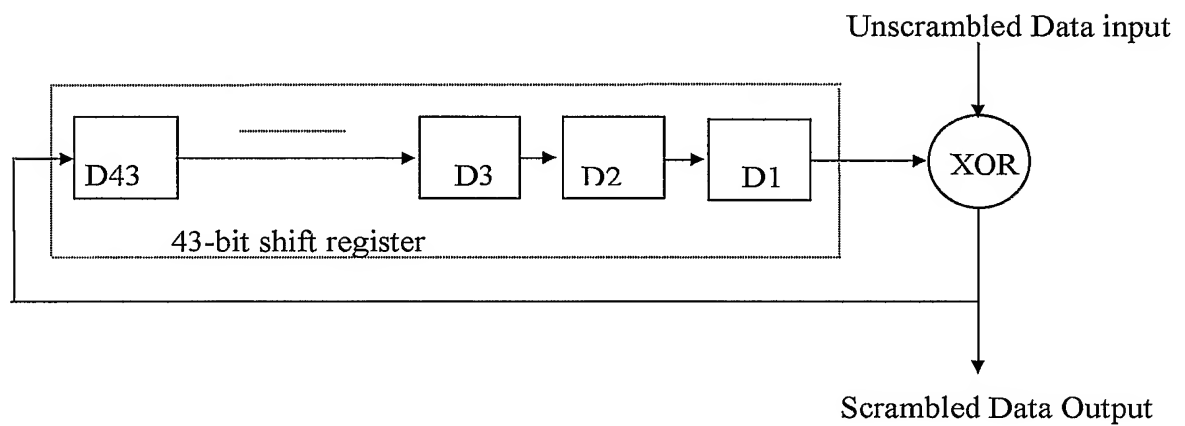 Unscrambled Data input
D43
D3
D2
D1
XOR
43-bit shift register
Scrambled Data Output